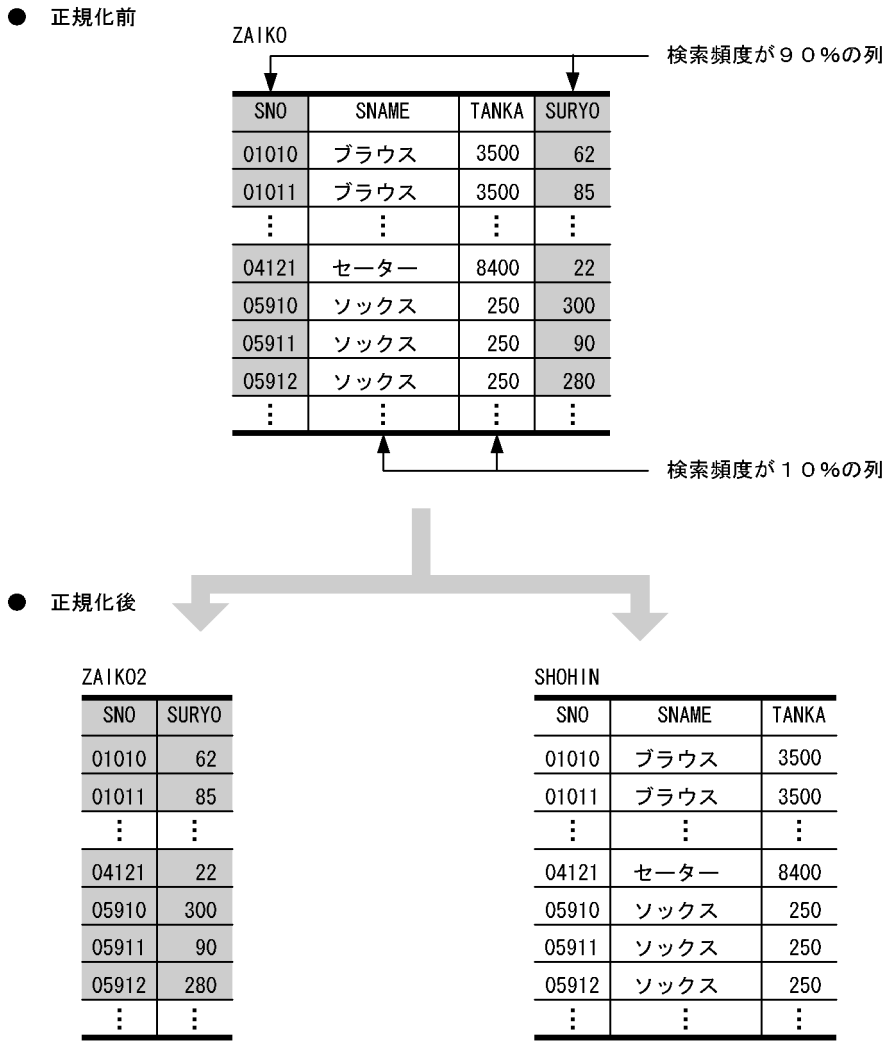 ● 正規化前
ZAIKO
検索頻度が９０%の列
SNO SNAME TANKA SURYO
01010 ブラウス 3500 62
01011 ブラウス 3500 85
⋮ ⋮ ⋮ ⋮
04121 セーター 8400 22
05910 ソックス 250 300
05911 ソックス 250 90
05912 ソックス 250 280
⋮ ⋮ ⋮ ⋮
検索頻度が１０%の列
● 正規化後
ZAIKO2
SNO SURYO
01010 62
01011 85
⋮ ⋮
04121 22
05910 300
05911 90
05912 280
⋮ ⋮
SHOHIN
SNO SNAME TANKA
01010 ブラウス 3500
01011 ブラウス 3500
⋮ ⋮ ⋮
04121 セーター 8400
05910 ソックス 250
05911 ソックス 250
05912 ソックス 250
⋮ ⋮ ⋮